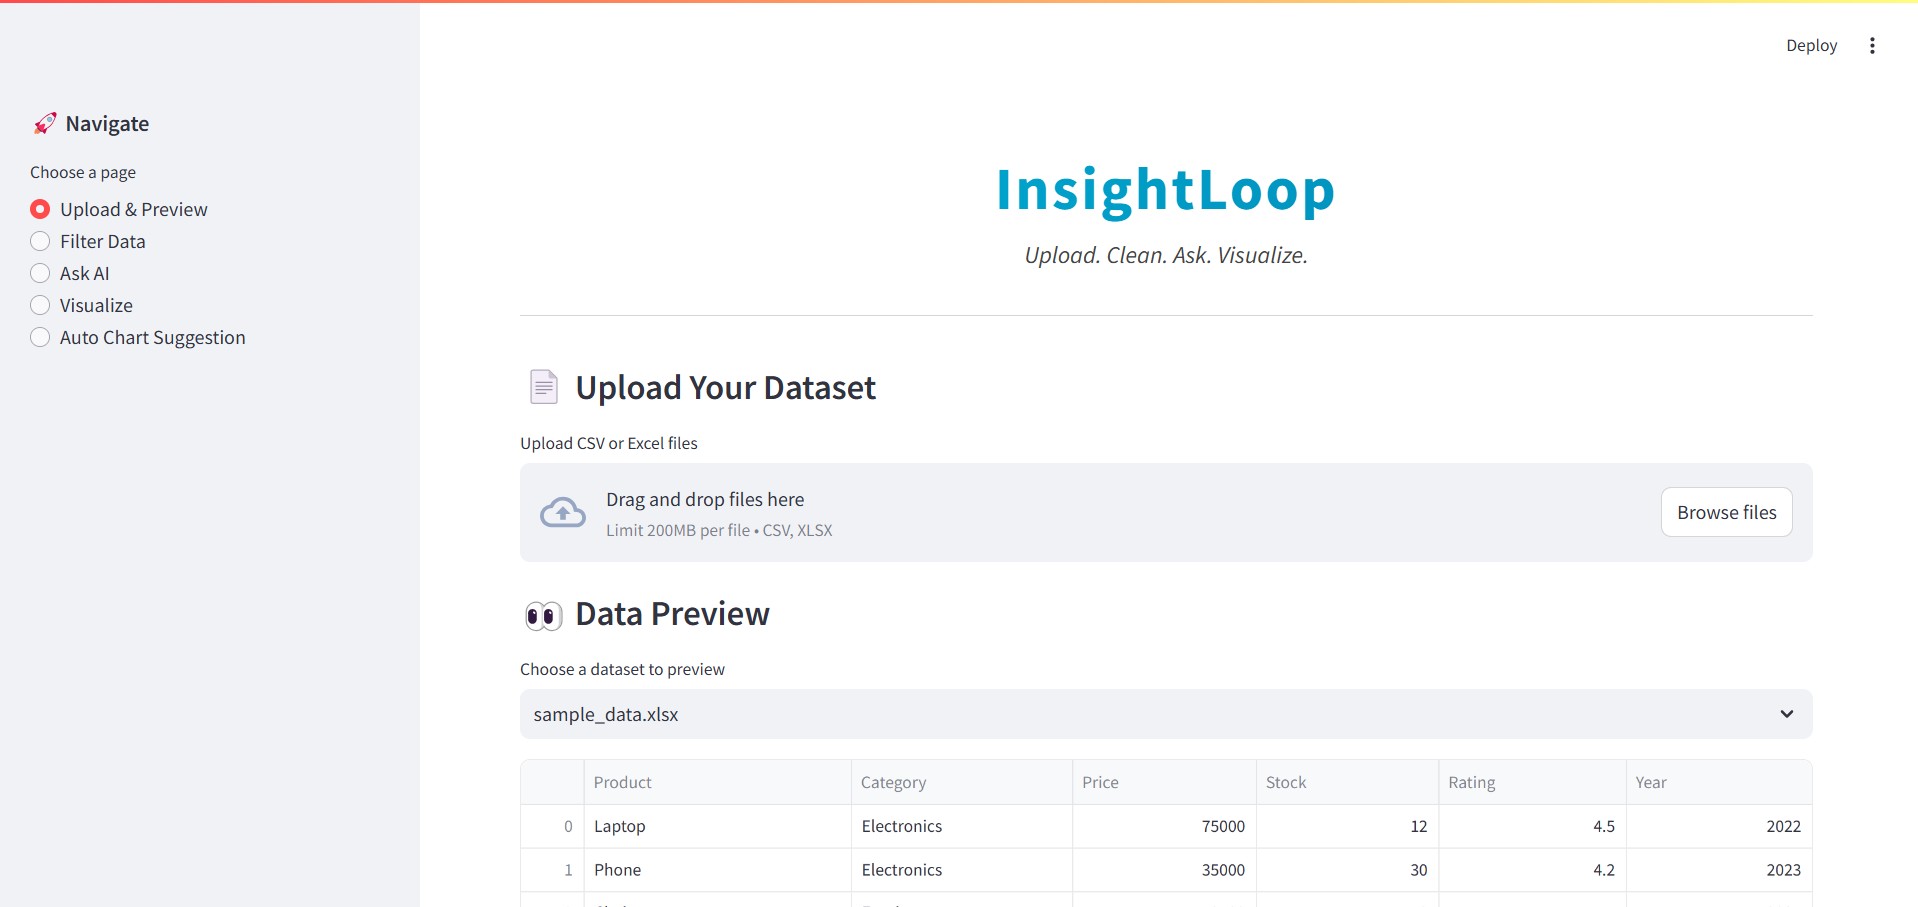 Deploy
Navigate
Choose a page
Upload & Preview
Filter Data
Ask AI
Visualize
Auto Chart Suggestion
InsightLoop
Upload. Clean. Ask. Visualize.
Upload Your Dataset
Upload CSV or Excel files
Drag and drop files here
Limit 200MB per file • CSV, XLSX
Browse files
Data Preview
Choose a dataset to preview
sample_data.xlsx
Product Category Price Stock Rating Year
0 Laptop Electronics 75000 12 4.5 2022
1 Phone Electronics 35000 30 4.2 2023